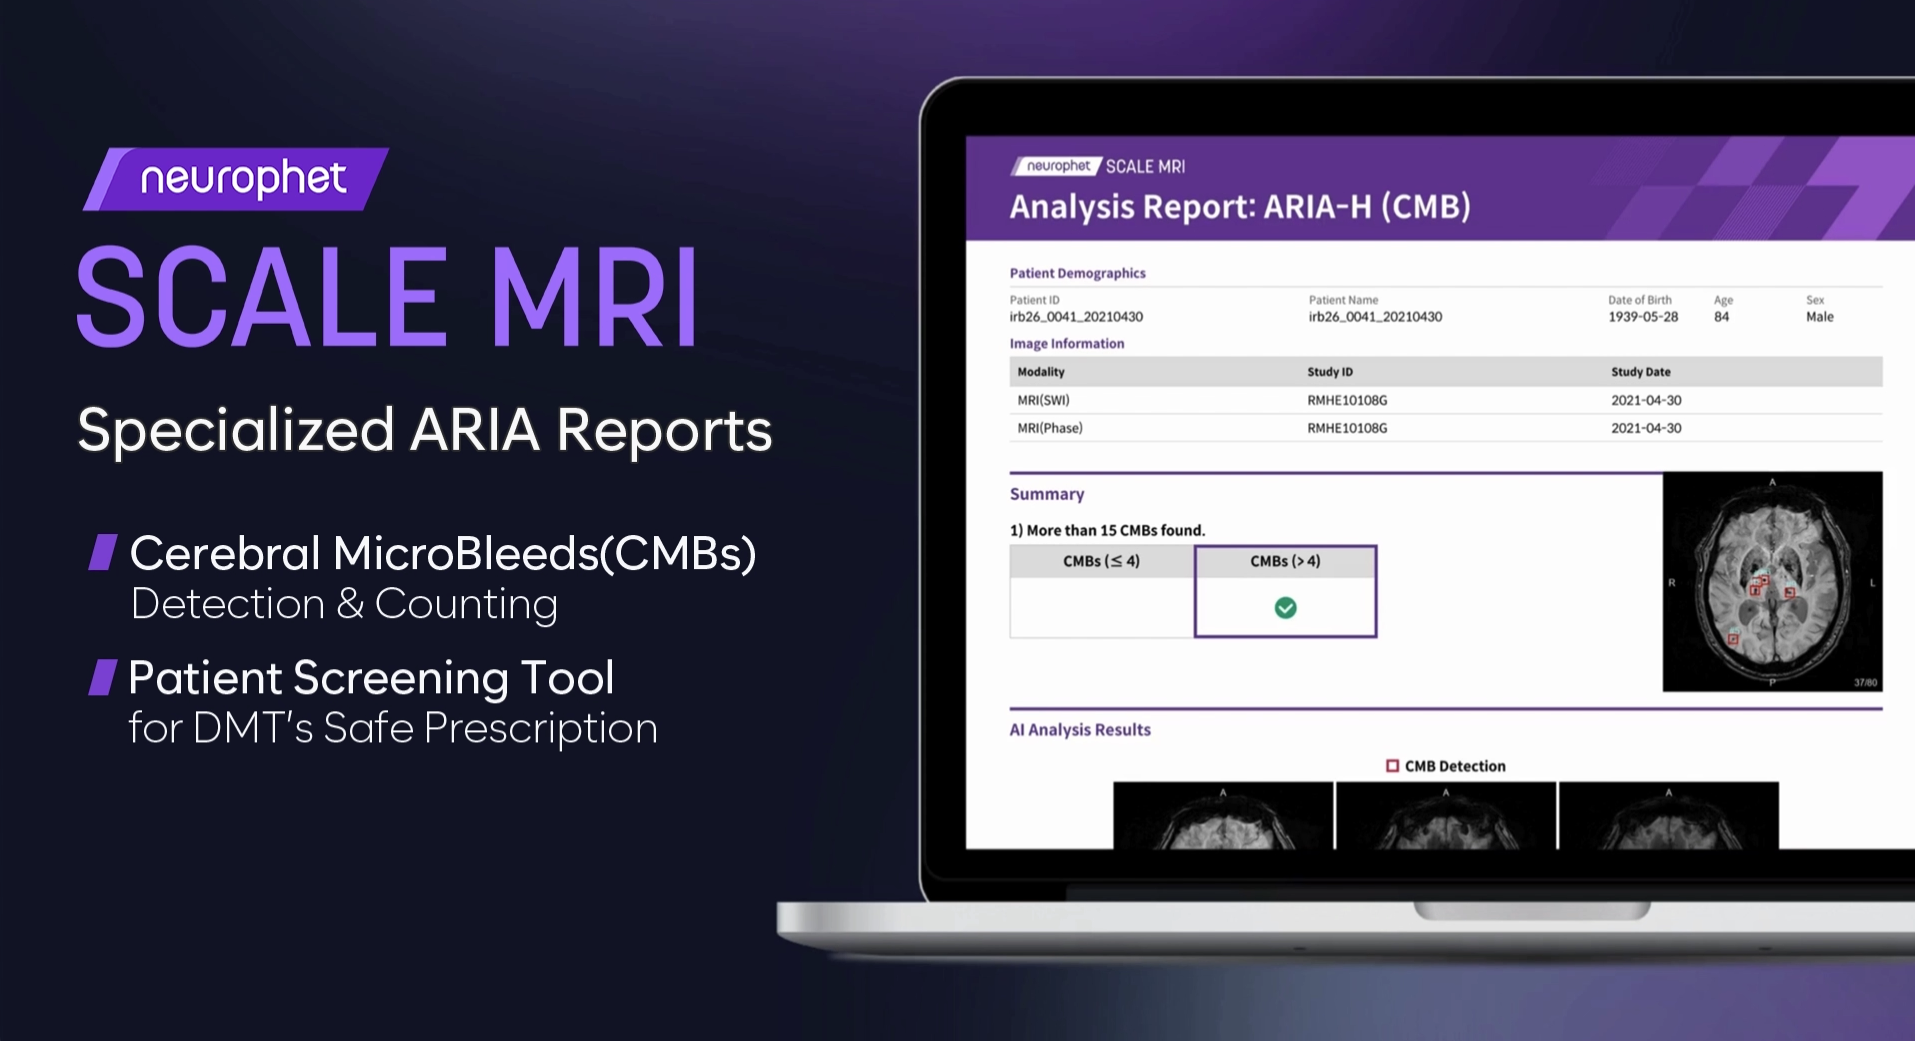 neurophet
SCALE MRI
Specialized ARIA Reports
Cerebral MicroBleeds(CMBs)
Detection & Counting
Patient Screening Tool
for DMT's Safe Prescription
neurophet SCALE MRI
Analysis Report: ARIA-H (CMB)
Patient Demographics
Patient ID Patient Name Date of Birth Age Sex
irb26_0041_20210430 irb26_0041_20210430 1939-05-28 84 Male
Image Information
Modality Study ID Study Date
MRI(SWI) RMHE10108G 2021-04-30
MRI(Phase) RMHE10108G 2021-04-30
Summary
1) More than 15 CMBs found.
CMBs (≤ 4) CMBs (> 4)
A
R L
P
37/80
AI Analysis Results
CMB Detection
A A A